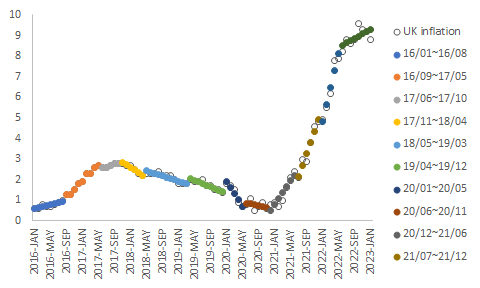 10
9
8
7
6
5
4
3
2
1
0
2016-JAN
2016-MAY
2016-SEP
2017-JAN
2017-MAY
2017-SEP
2018-JAN
2018-MAY
2018-SEP
2019-JAN
2019-MAY
2019-SEP
2020-JAN
2020-MAY
2020-SEP
2021-JAN
2021-MAY
2021-SEP
2022-JAN
2022-MAY
2022-SEP
2023-JAN
UK inflation
16/01~16/08
16/09~17/05
17/06~17/10
17/11~18/04
18/05~19/03
19/04~19/12
20/01~20/05
20/06~20/11
20/12~21/06
21/07~21/12